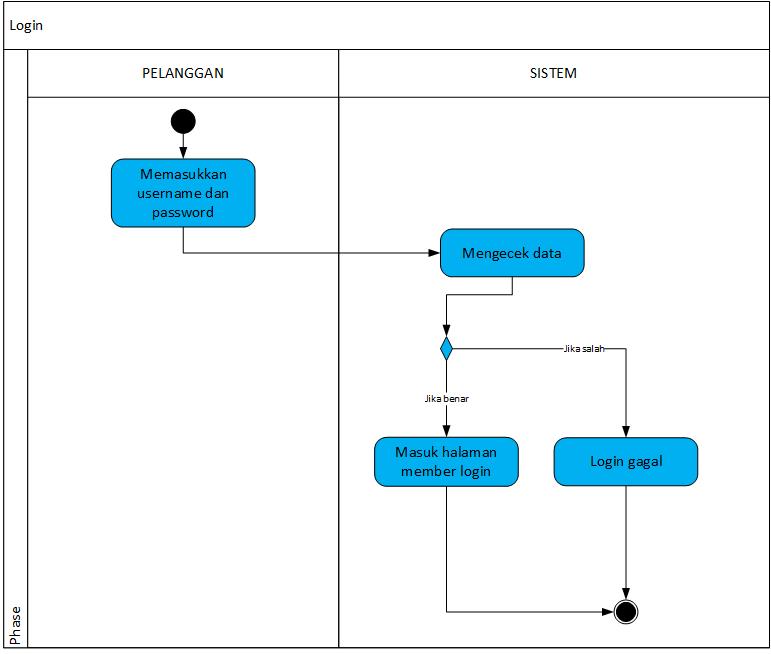 Login
PELANGGAN
SISTEM
Memasukkan
username dan
password
Mengecek data
Jika salah
Jika benar
Masuk halaman
member login
Login gagal
Phase